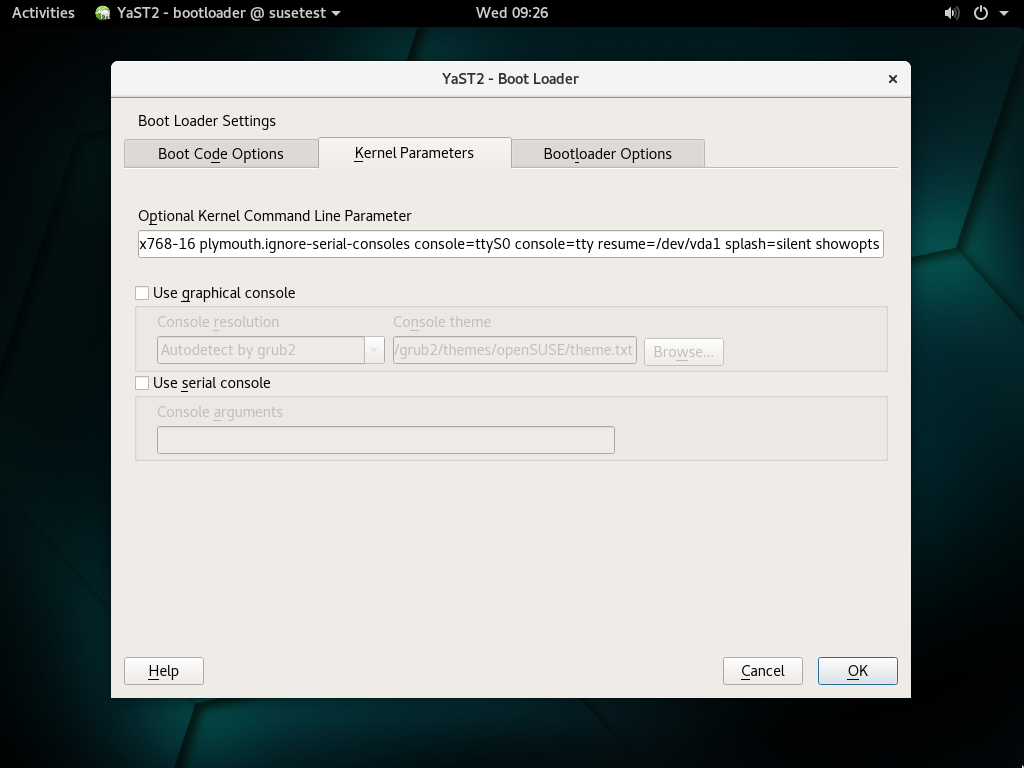 Activities YaST2 - bootloader @ susetest Wed 09:26
YaST2 - Boot Loader
Boot Loader Settings
Boot Code Options Kernel Parameters Bootloader Options
Optional Kernel Command Line Parameter
x768-16 plymouth.ignore-serial-consoles console=ttyS0 console=tty resume=/dev/vda1 splash=silent showopts
Use graphical console
Console resolution Console theme
Autodetect by grub2 /grub2/themes/openSUSE/theme.txt Browse...
Use serial console
Console arguments
Help Cancel OK